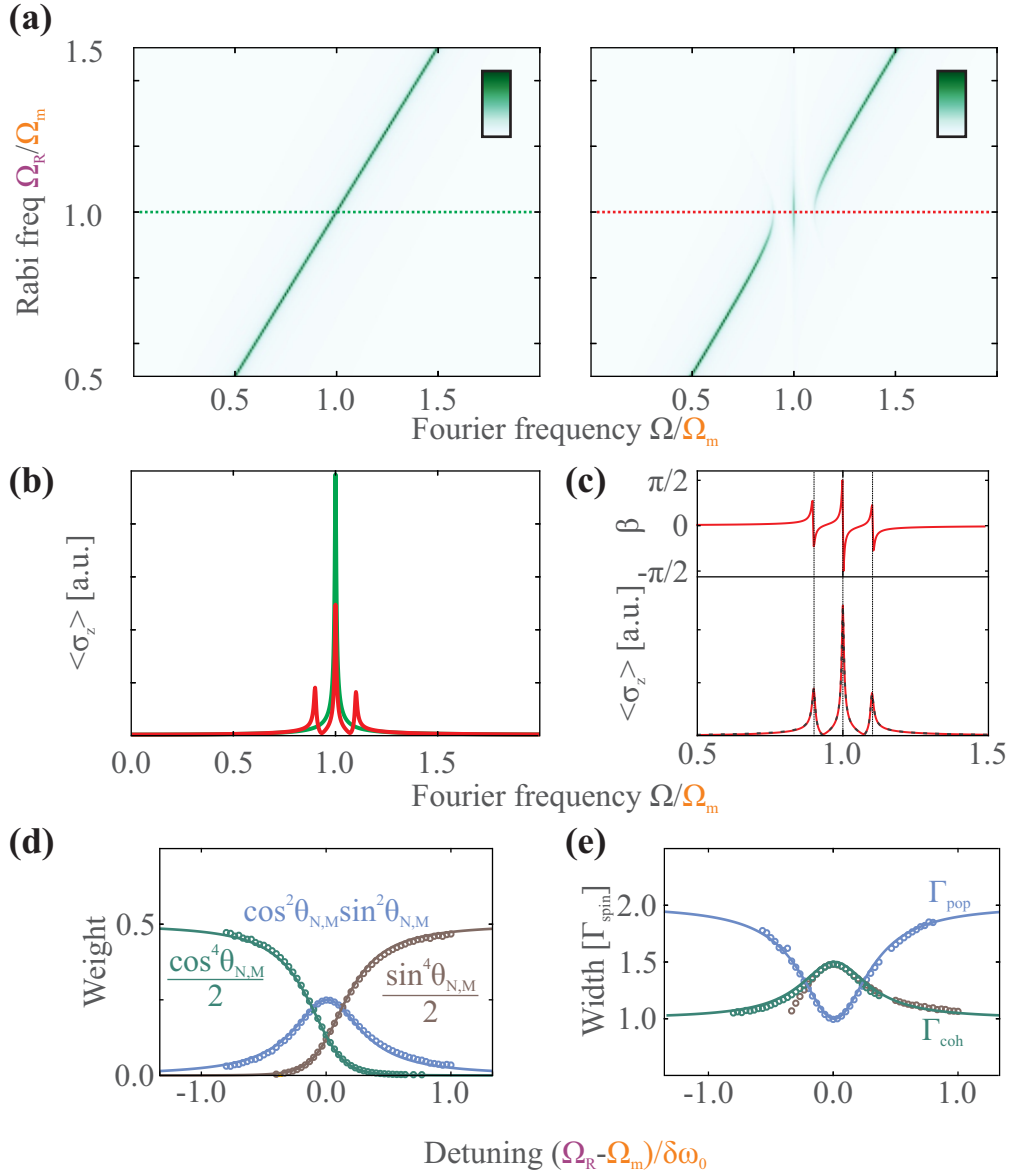 (a)
1.5
1.0
0.5
Rabi freq Ω_R/Ω_m
0.5 1.0 1.5
0.5 1.0 1.5
Fourier frequency Ω/Ω_m
(b)
<σ_z> [a.u.]
0.0 0.5 1.0 1.5
Fourier frequency Ω/Ω_m
(c)
π/2
0
-π/2
β
<σ_z> [a.u.]
0.5 1.0 1.5
(d)
0.5
0.0
Weight
cos²θ_N,M sin²θ_N,M
cos⁴θ_N,M
2
sin⁴θ_N,M
2
-1.0 0.0 1.0
(e)
2.0
1.5
1.0
Width [Γ_spin]
Γ_pop
Γ_coh
-1.0 0.0 1.0
Detuning (Ω_R-Ω_m)/δω_0